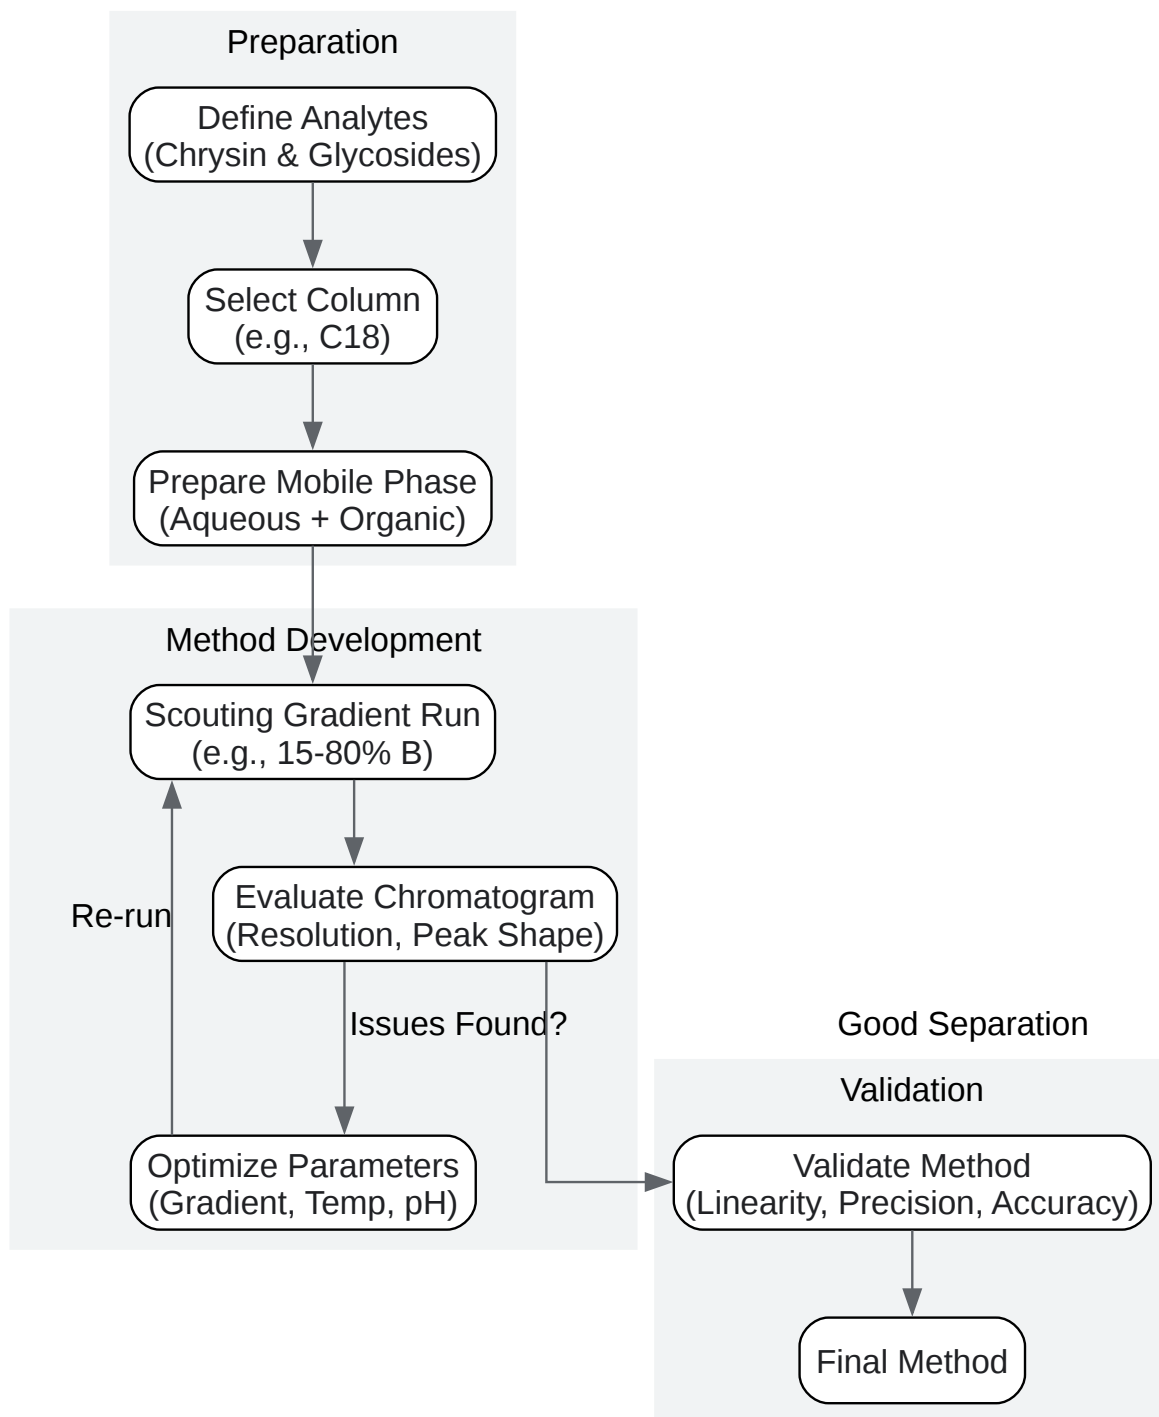 Preparation
Define Analytes
(Chrysin & Glycosides)
Select Column
(e.g., C18)
Prepare Mobile Phase
(Aqueous + Organic)
Method Development
Scouting Gradient Run
(e.g., 15-80% B)
Evaluate Chromatogram
(Resolution, Peak Shape)
Re-run
Issues Found?
Good Separation
Optimize Parameters
(Gradient, Temp, pH)
Validation
Validate Method
(Linearity, Precision, Accuracy)
Final Method